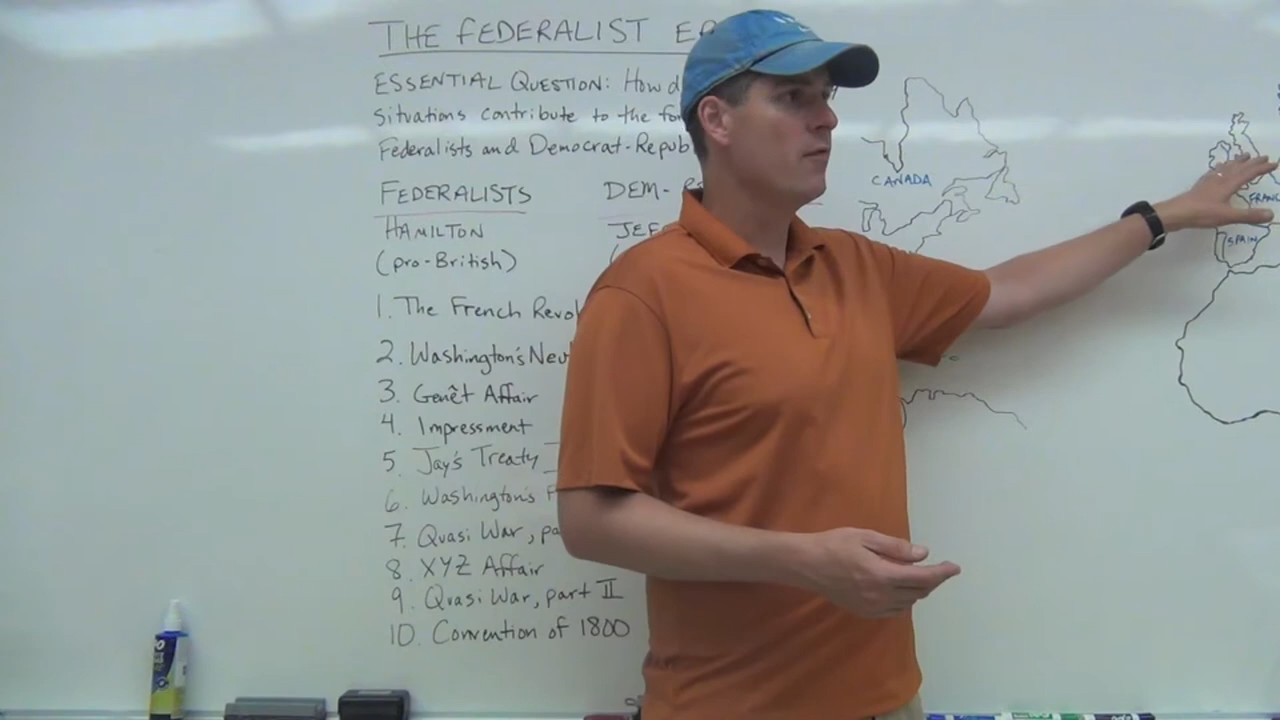 THE FEDERALIST
ESSENTIAL QUESTION: How
situations contribute to the
Federalists and Democrat-Repub
FEDERALISTS
DEM-
HAMILTON
JEF
(pro-British)
1. The French Revol
2. Washington's
3. Genêt Affair
4. Impressment
5. Jay's Treaty
6. Washington's
7. Quasi War, pa
8. XYZ Affair
9. Quasi War, part II
10. Convention of 1800
CANADA
FRANC
SPAIN